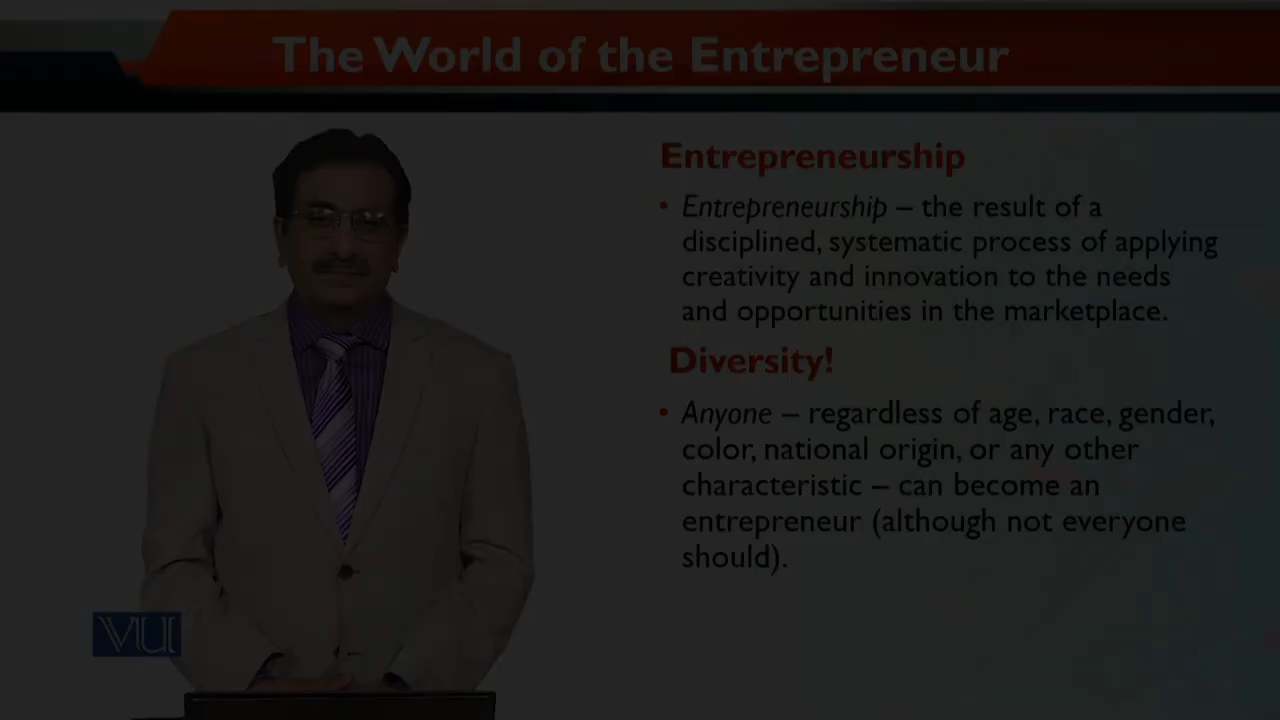 The World of the Entrepreneur
Entrepreneurship
• Entrepreneurship – the result of a
disciplined, systematic process of applying
creativity and innovation to the needs
and opportunities in the marketplace.
Diversity!
• Anyone – regardless of age, race, gender,
color, national origin, or any other
characteristic – can become an
entrepreneur (although not everyone
should).
VU